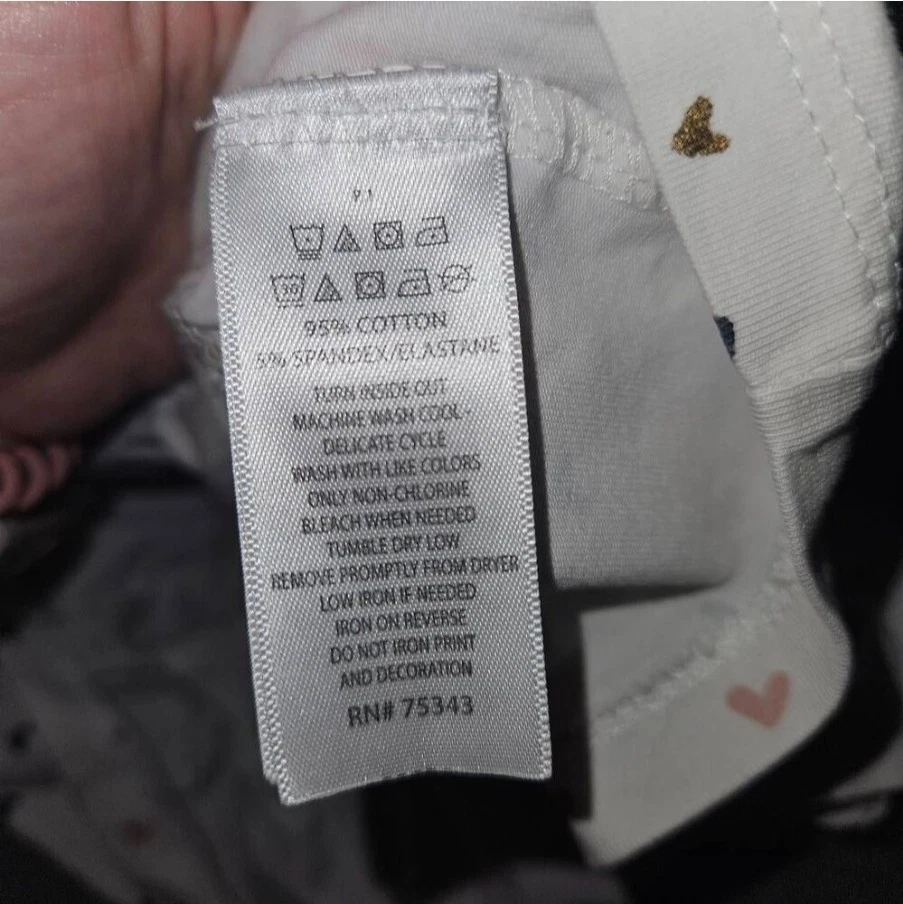 30
95% COTTON
5% SPANDEX/ELASTANE
TURN INSIDE OUT
MACHINE WASH COOL -
DELICATE CYCLE
WASH WITH LIKE COLORS
ONLY NON-CHLORINE
BLEACH WHEN NEEDED
TUMBLE DRY LOW
REMOVE PROMPTLY FROM DRYER
LOW IRON IF NEEDED
IRON ON REVERSE
DO NOT IRON PRINT
AND DECORATION
RN# 75343